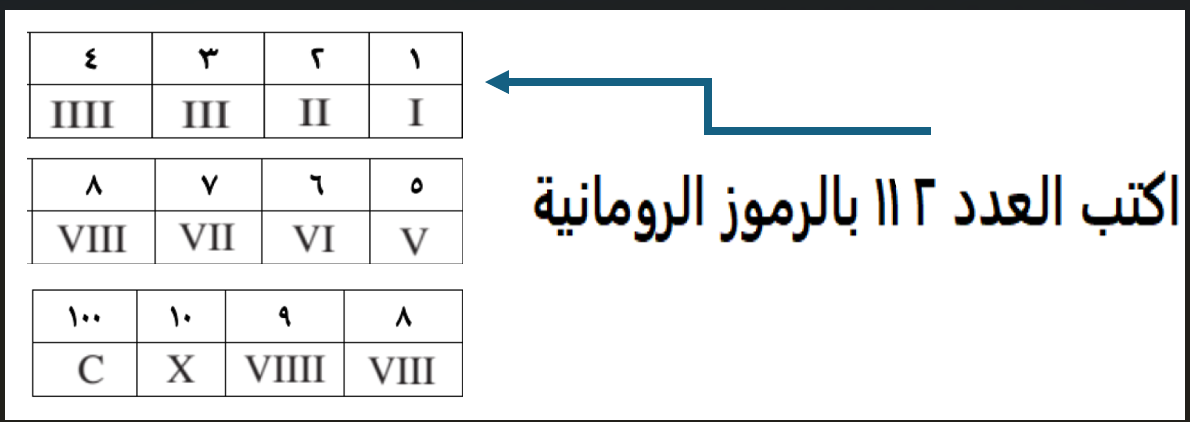 اكتب العدد ١١٢ بالرموز الرومانية
١ ٢ ٣ ٤
I II III IIII
٥ ٦ ٧ ٨
V VI VII VIII
٨ ٩ ١٠ ١٠٠
VIII VIIII X C